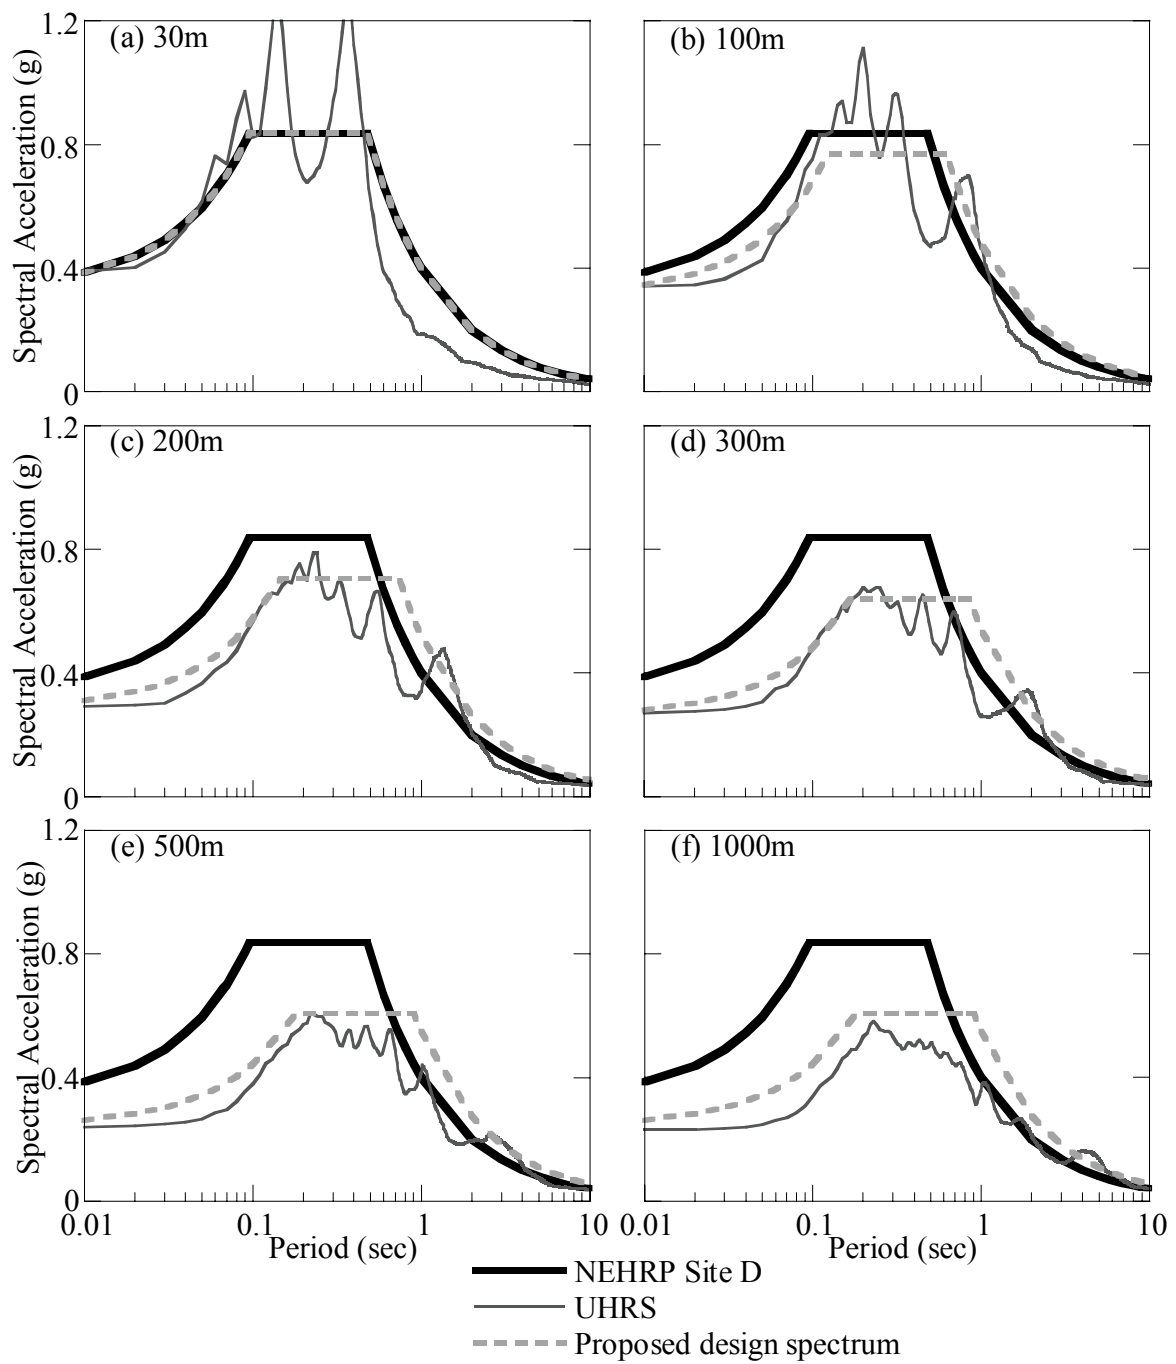 (a) 30m
(b) 100m
1.2
0.8
0.4
0
Spectral Acceleration (g)
(c) 200m
(d) 300m
1.2
0.8
0.4
0
Spectral Acceleration (g)
(e) 500m
(f) 1000m
1.2
0.8
0.4
0
Spectral Acceleration (g)
0.01 0.1 1 10
0.01 0.1 1 10
Period (sec)
Period (sec)
NEHRP Site D
UHRS
Proposed design spectrum